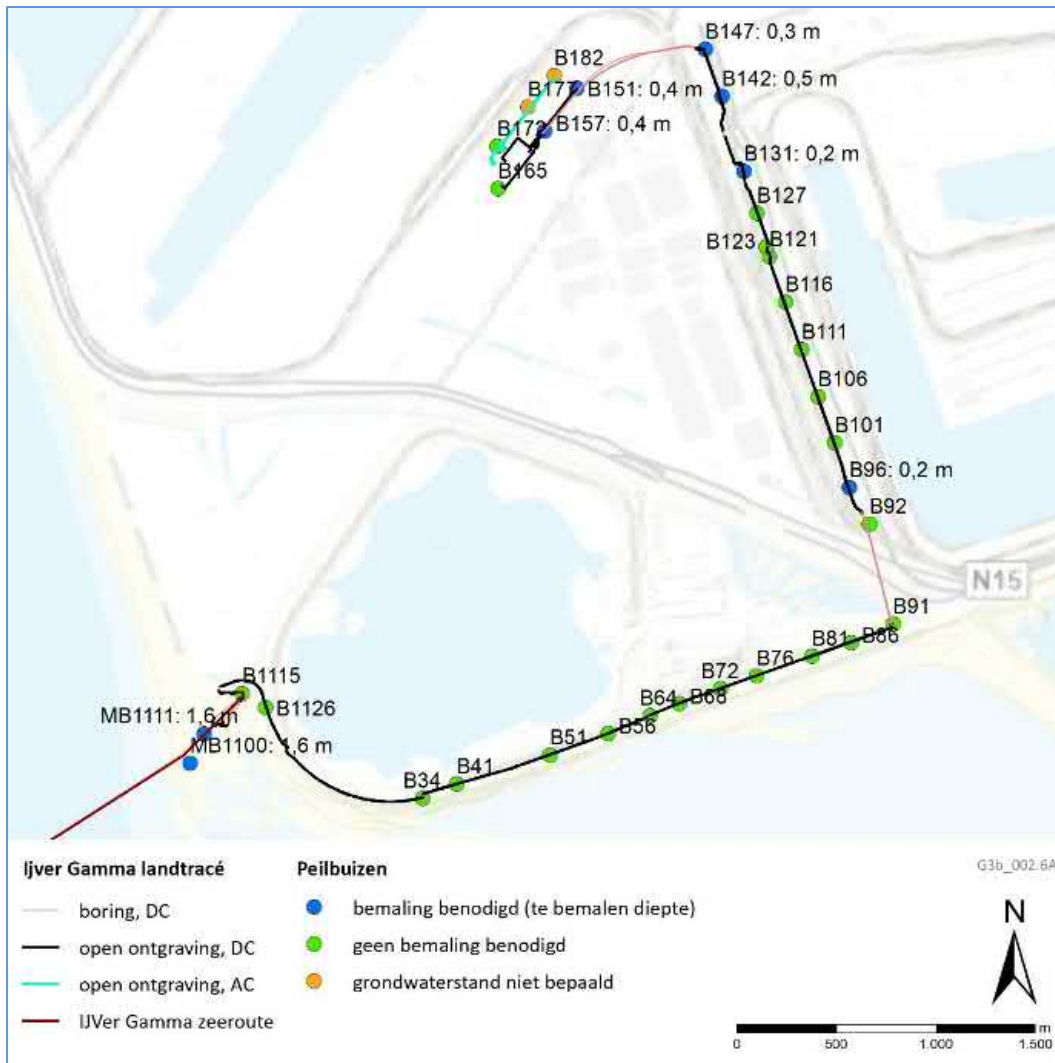 B147: 0,3 m
B182
B142: 0,5 m
B151: 0,4 m
B177
B172
B157: 0,4 m
B131: 0,2 m
B165
B127
B123
B121
B116
B111
B106
B101
B96: 0,2 m
B92
N15
B91
B81
B86
B76
B72
B1115
B68
B64
B1126
MB1111: 1,6 m
B56
MB1100: 1,6 m
B51
B41
B34
Ijver Gamma landtracé
Peilbuizen
G3b_002.6A
boring, DC
bemaling benodigd (te bemalen diepte)
N
open ontgraving, DC
geen bemaling benodigd
open ontgraving, AC
grondwaterstand niet bepaald
IJVer Gamma zeeroute
m
0 500 1.000 1.500